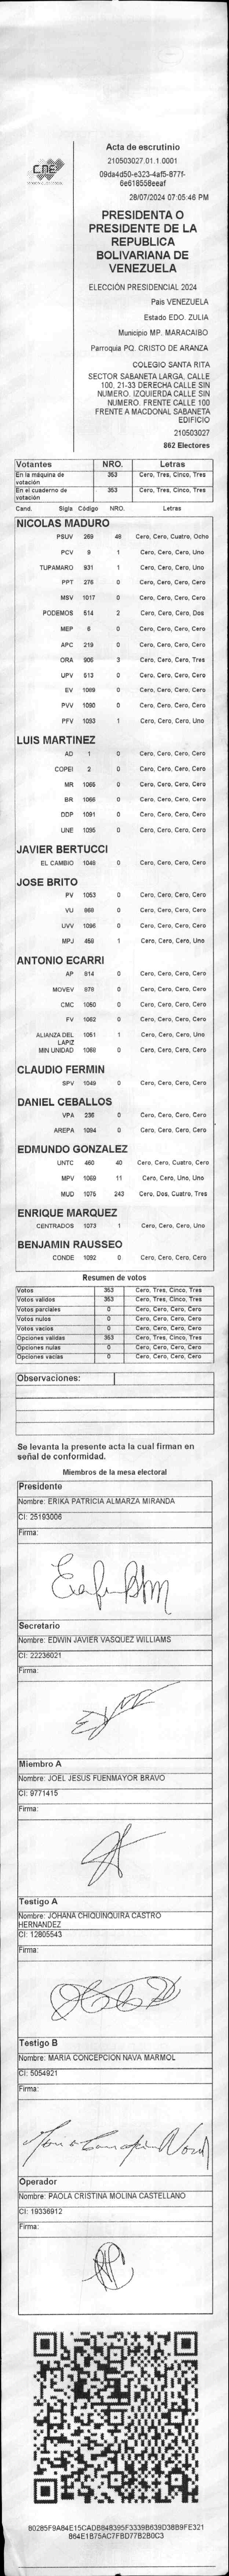 CNE
Acta de escrutinio
210503027.01.1.0001
09da4d50-e323-4af5-877f-
6e618558eeaf
28/07/2024 07:05:46 PM
PRESIDENTA O
PRESIDENTE DE LA
REPUBLICA
BOLIVARIANA DE
VENEZUELA
ELECCIÓN PRESIDENCIAL 2024
País VENEZUELA
Estado EDO. ZULIA
Municipio MP. MARACAIBO
Parroquia PQ. CRISTO DE ARANZA
COLEGIO SANTA RITA
SECTOR SABANETA LARGA. CALLE
100, 21-33 DERECHA CALLE SIN
NUMERO. IZQUIERDA CALLE SIN
NUMERO. FRENTE CALLE 100
FRENTE A MACDONAL SABANETA
EDIFICIO
210503027
862 Electores
Votantes NRO. Letras
En la máquina de votación 353 Cero, Tres, Cinco, Tres
En el cuaderno de votación 353 Cero, Tres, Cinco, Tres
Cand. Sigla Código NRO. Letras
NICOLAS MADURO
PSUV 269 48 Cero, Cero, Cuatro, Ocho
PCV 9 1 Cero, Cero, Cero, Uno
TUPAMARO 931 1 Cero, Cero, Cero, Uno
PPT 276 0 Cero, Cero, Cero, Cero
MSV 1017 0 Cero, Cero, Cero, Cero
PODEMOS 514 2 Cero, Cero, Cero, Dos
MEP 6 0 Cero, Cero, Cero, Cero
APC 219 0 Cero, Cero, Cero, Cero
ORA 906 3 Cero, Cero, Cero, Tres
UPV 513 0 Cero, Cero, Cero, Cero
EV 1089 0 Cero, Cero, Cero, Cero
PVV 1090 0 Cero, Cero, Cero, Cero
PFV 1093 1 Cero, Cero, Cero, Uno
LUIS MARTINEZ
AD 1 0 Cero, Cero, Cero, Cero
COPEI 2 0 Cero, Cero, Cero, Cero
MR 1065 0 Cero, Cero, Cero, Cero
BR 1066 0 Cero, Cero, Cero, Cero
DDP 1091 0 Cero, Cero, Cero, Cero
UNE 1095 0 Cero, Cero, Cero, Cero
JAVIER BERTUCCI
EL CAMBIO 1048 0 Cero, Cero, Cero, Cero
JOSE BRITO
PV 1053 0 Cero, Cero, Cero, Cero
VU 868 0 Cero, Cero, Cero, Cero
UVV 1096 0 Cero, Cero, Cero, Cero
MPJ 458 1 Cero, Cero, Cero, Uno
ANTONIO ECARRI
AP 814 0 Cero, Cero, Cero, Cero
MOVEV 879 0 Cero, Cero, Cero, Cero
CMC 1050 0 Cero, Cero, Cero, Cero
FV 1062 0 Cero, Cero, Cero, Cero
ALIANZA DEL LAPIZ 1051 1 Cero, Cero, Cero, Uno
MIN UNIDAD 1068 0 Cero, Cero, Cero, Cero
CLAUDIO FERMIN
SPV 1049 0 Cero, Cero, Cero, Cero
DANIEL CEBALLOS
VPA 236 0 Cero, Cero, Cero, Cero
AREPA 1094 0 Cero, Cero, Cero, Cero
EDMUNDO GONZALEZ
UNTC 460 40 Cero, Cero, Cuatro, Cero
MPV 1069 11 Cero, Cero, Uno, Uno
MUD 1075 243 Cero, Dos, Cuatro, Tres
ENRIQUE MARQUEZ
CENTRADOS 1073 1 Cero, Cero, Cero, Uno
BENJAMIN RAUSSEO
CONDE 1092 0 Cero, Cero, Cero, Cero
Resumen de votos
Votos 353 Cero, Tres, Cinco, Tres
Votos validos 353 Cero, Tres, Cinco, Tres
Votos parciales 0 Cero, Cero, Cero, Cero
Votos nulos 0 Cero, Cero, Cero, Cero
Votos vacios 0 Cero, Cero, Cero, Cero
Opciones validas 353 Cero, Tres, Cinco, Tres
Opciones nulas 0 Cero, Cero, Cero, Cero
Opciones vacias 0 Cero, Cero, Cero, Cero
Observaciones:
Se levanta la presente acta la cual firman en
señal de conformidad.
Miembros de la mesa electoral
Presidente
Nombre: ERIKA PATRICIA ALMARZA MIRANDA
CI: 25193006
Firma:
Secretario
Nombre: EDWIN JAVIER VASQUEZ WILLIAMS
CI: 22236021
Firma:
Miembro A
Nombre: JOEL JESUS FUENMAYOR BRAVO
CI: 9771415
Firma:
Testigo A
Nombre: JOHANA CHIQUINQUIRA CASTRO
HERNANDEZ
CI: 12805543
Firma:
Testigo B
Nombre: MARIA CONCEPCION NAVA MARMOL
CI: 5054921
Firma:
Operador
Nombre: PAOLA CRISTINA MOLINA CASTELLANO
CI: 19336912
Firma:
B0285F9A84E15CADB848395F3339B639D38B9FE321
864E1B75AC7FBD77B2B0C3